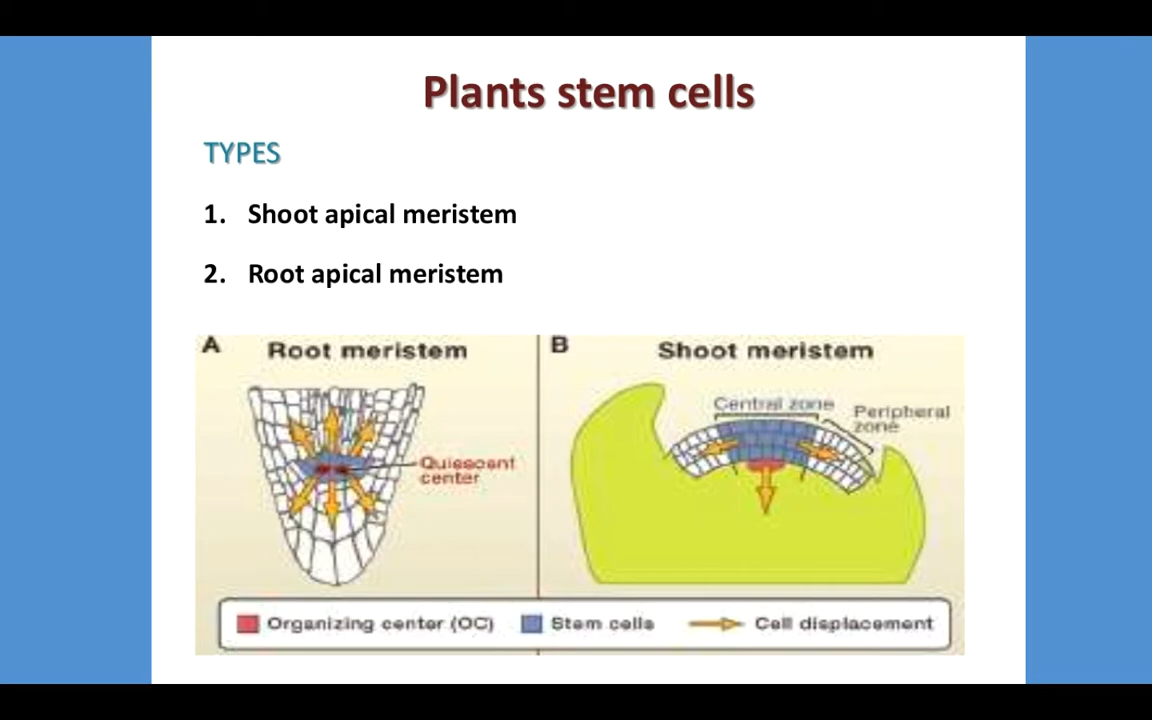 Plants stem cells
TYPES
1. Shoot apical meristem
2. Root apical meristem
A
Root meristem
Quiescent
center
B
Shoot meristem
Central zone
Peripheral
zone
Organizing center (OC)
Stem cells
Cell displacement